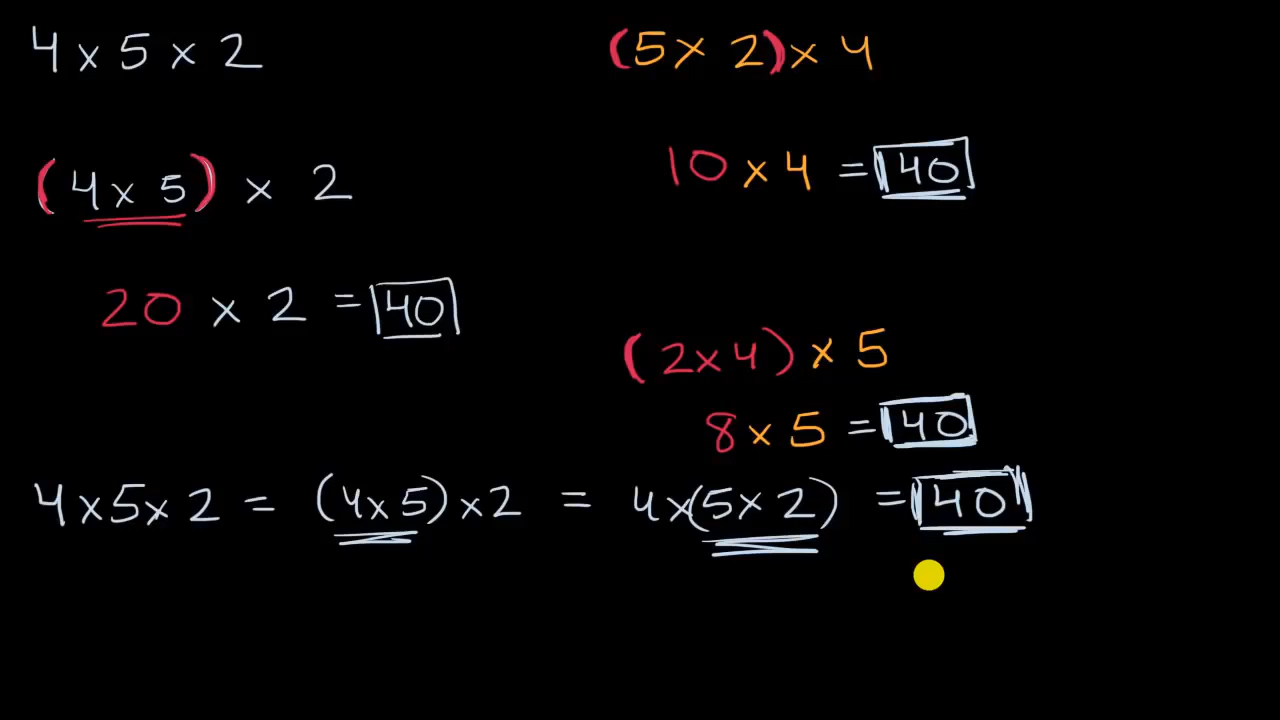 4 x 5 x 2
(4 x 5) x 2
20 x 2 = 40
(5 x 2) x 4
10 x 4 = 40
(2 x 4) x 5
8 x 5 = 40
4 x 5 x 2 = (4 x 5) x 2 = 4 x (5 x 2) = 40